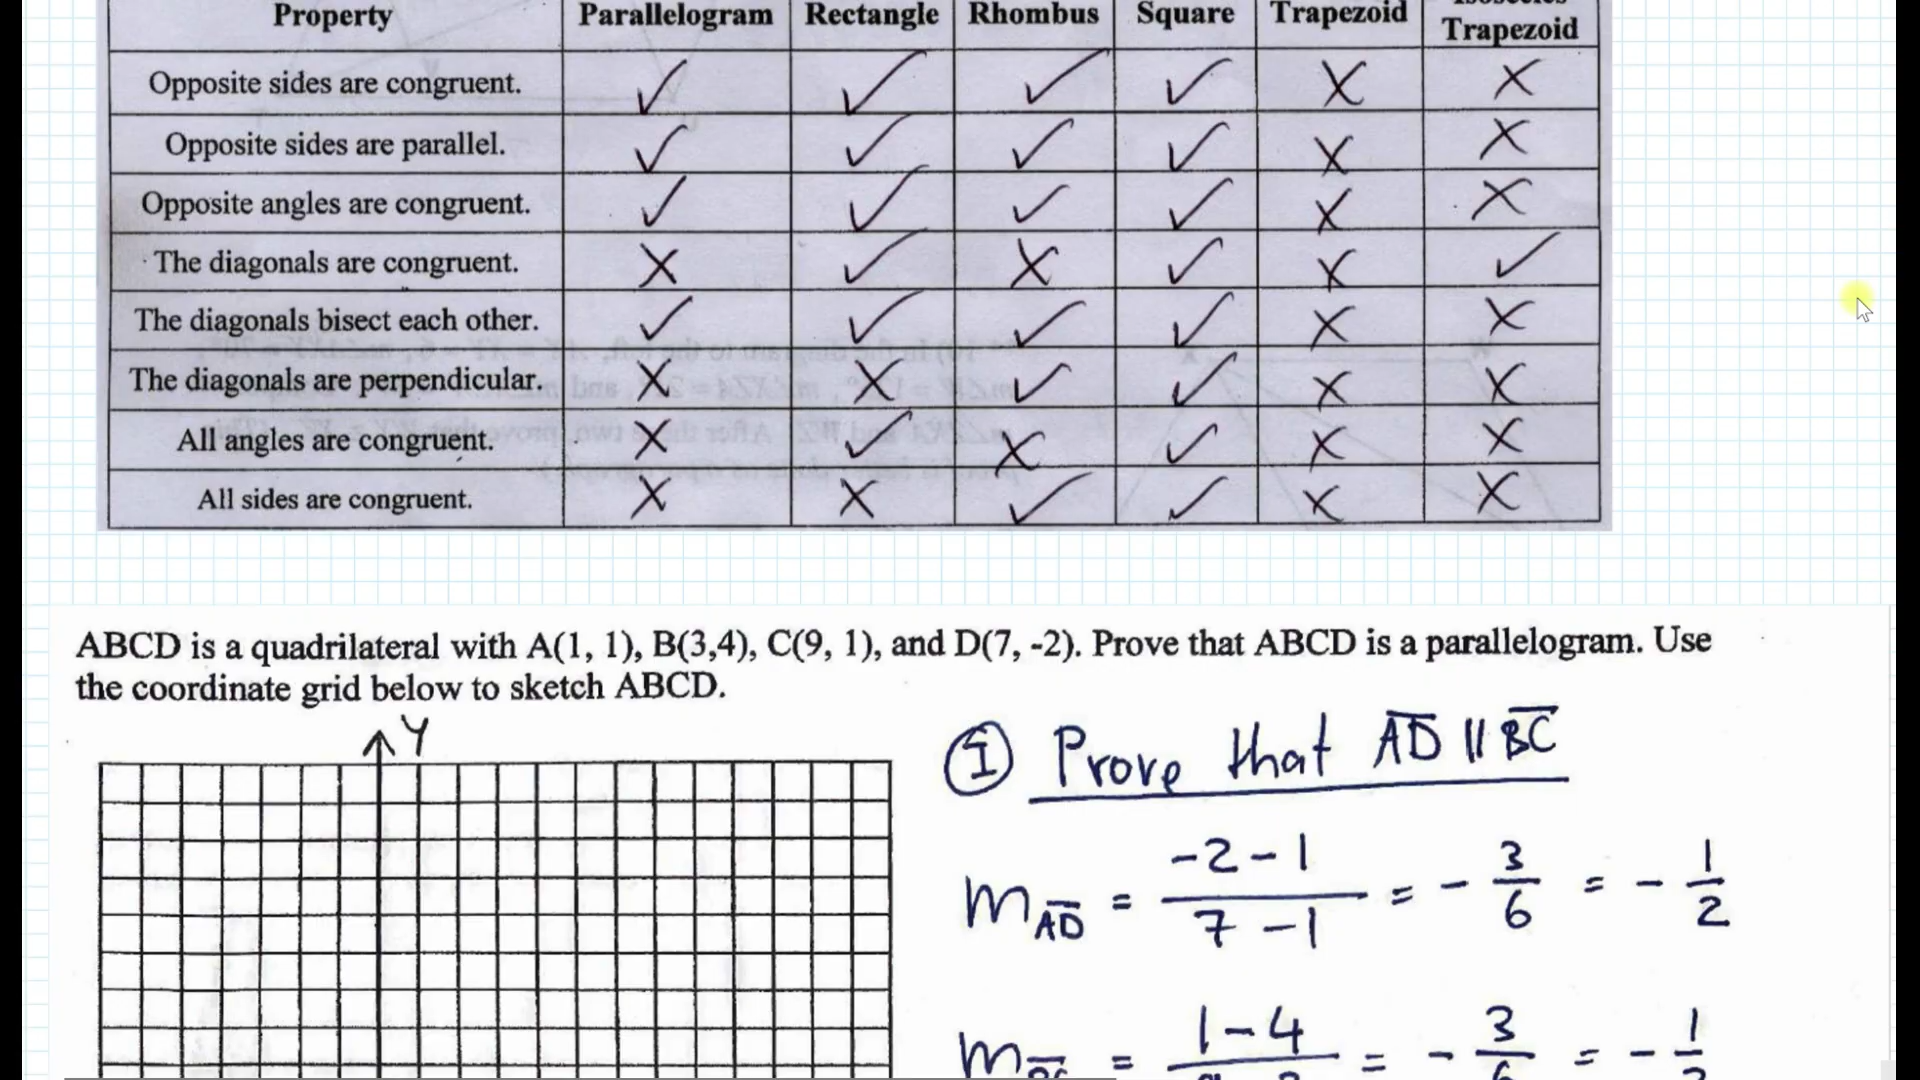 Property Parallelogram Rectangle Rhombus Square Trapezoid Trapezoid
Opposite sides are congruent. ✓ ✓ ✓ ✓ X X
Opposite sides are parallel. ✓ ✓ ✓ ✓ X X
Opposite angles are congruent. ✓ ✓ ✓ ✓ X X
The diagonals are congruent. X ✓ X ✓ X ✓
The diagonals bisect each other. ✓ ✓ ✓ ✓ X X
The diagonals are perpendicular. X X ✓ ✓ X X
All angles are congruent. X ✓ X ✓ X X
All sides are congruent. X X ✓ ✓ X X
ABCD is a quadrilateral with A(1, 1), B(3,4), C(9, 1), and D(7, -2). Prove that ABCD is a parallelogram. Use
the coordinate grid below to sketch ABCD.
Y
① Prove that A̅D̅ || B̅C̅
m A̅D̅ = (-2-1)/(7-1) = -3/6 = -1/2
m = 1-4 = - 3 = - 1